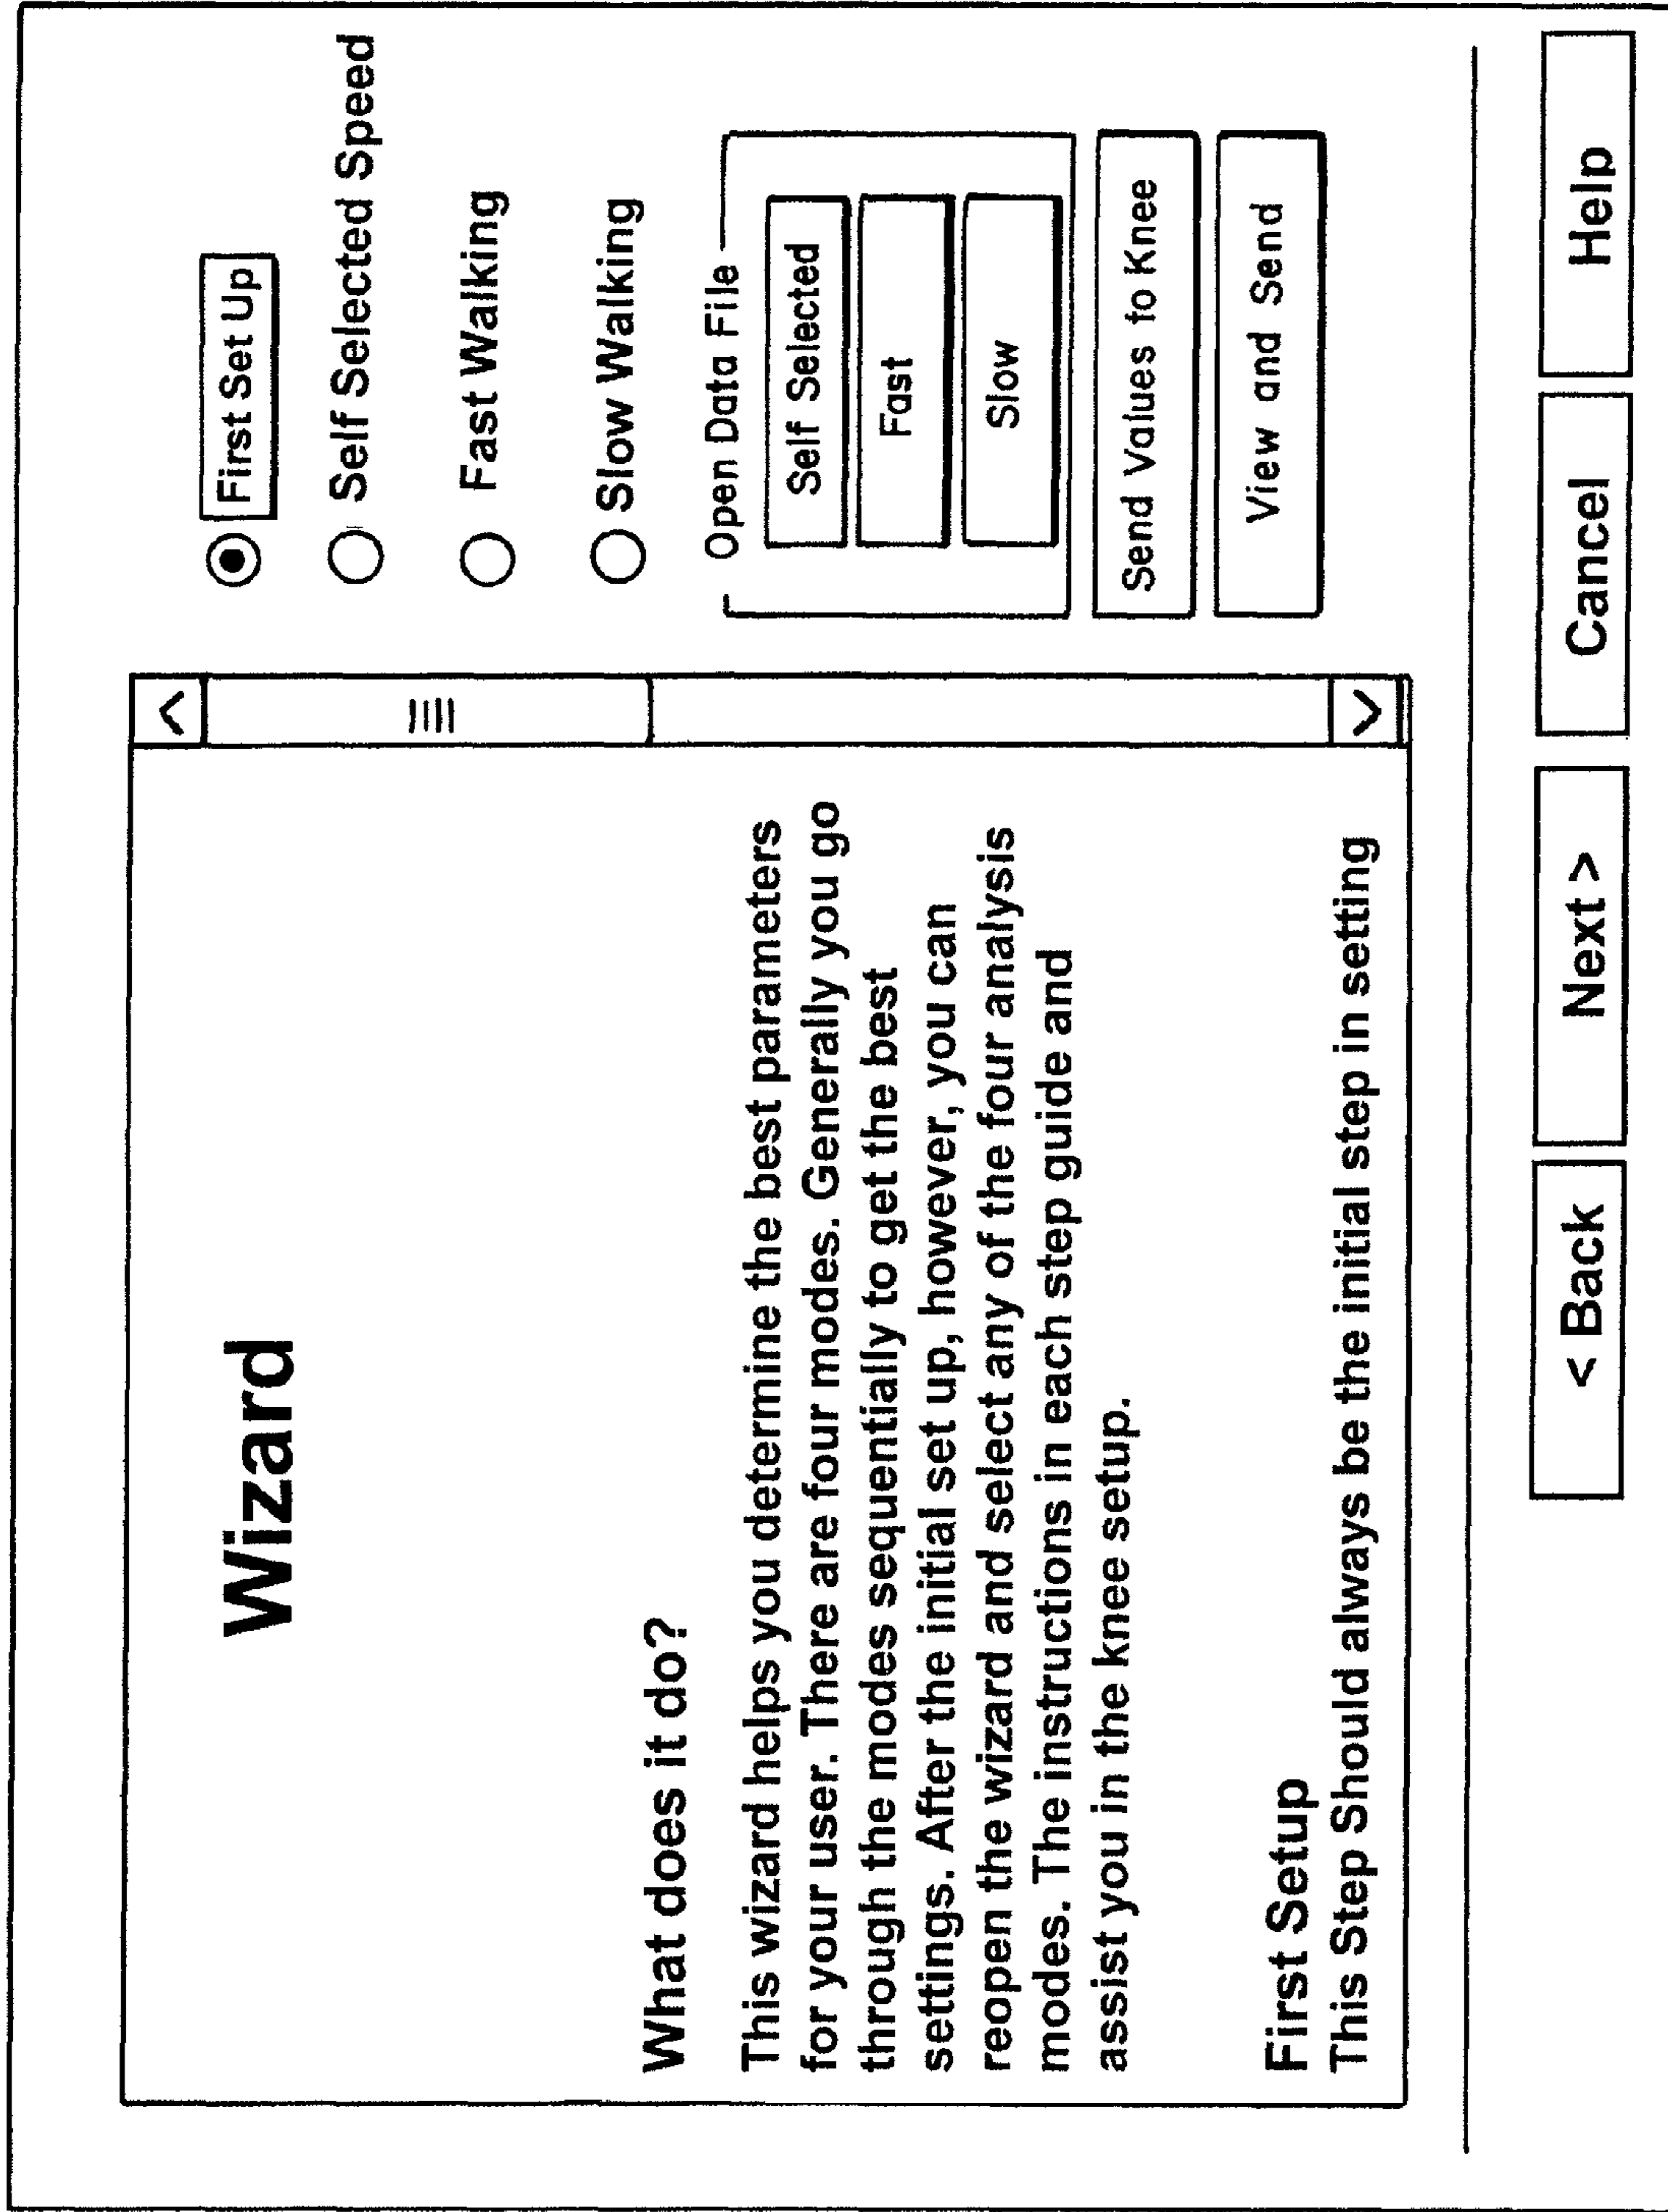 Wizard
What does it do?
This wizard helps you determine the best parameters
for your user. There are four modes. Generally you go
through the modes sequentially to get the best
settings. After the initial set up, however, you can
reopen the wizard and select any of the four analysis
modes. The instructions in each step guide and
assist you in the knee setup.
First Setup
This Step Should always be the initial step in setting
First Set Up
Self Selected Speed
Fast Walking
Slow Walking
Open Data File
Self Selected
Fast
Slow
Send Values to Knee
View and Send
< Back
Next >
Cancel
Help